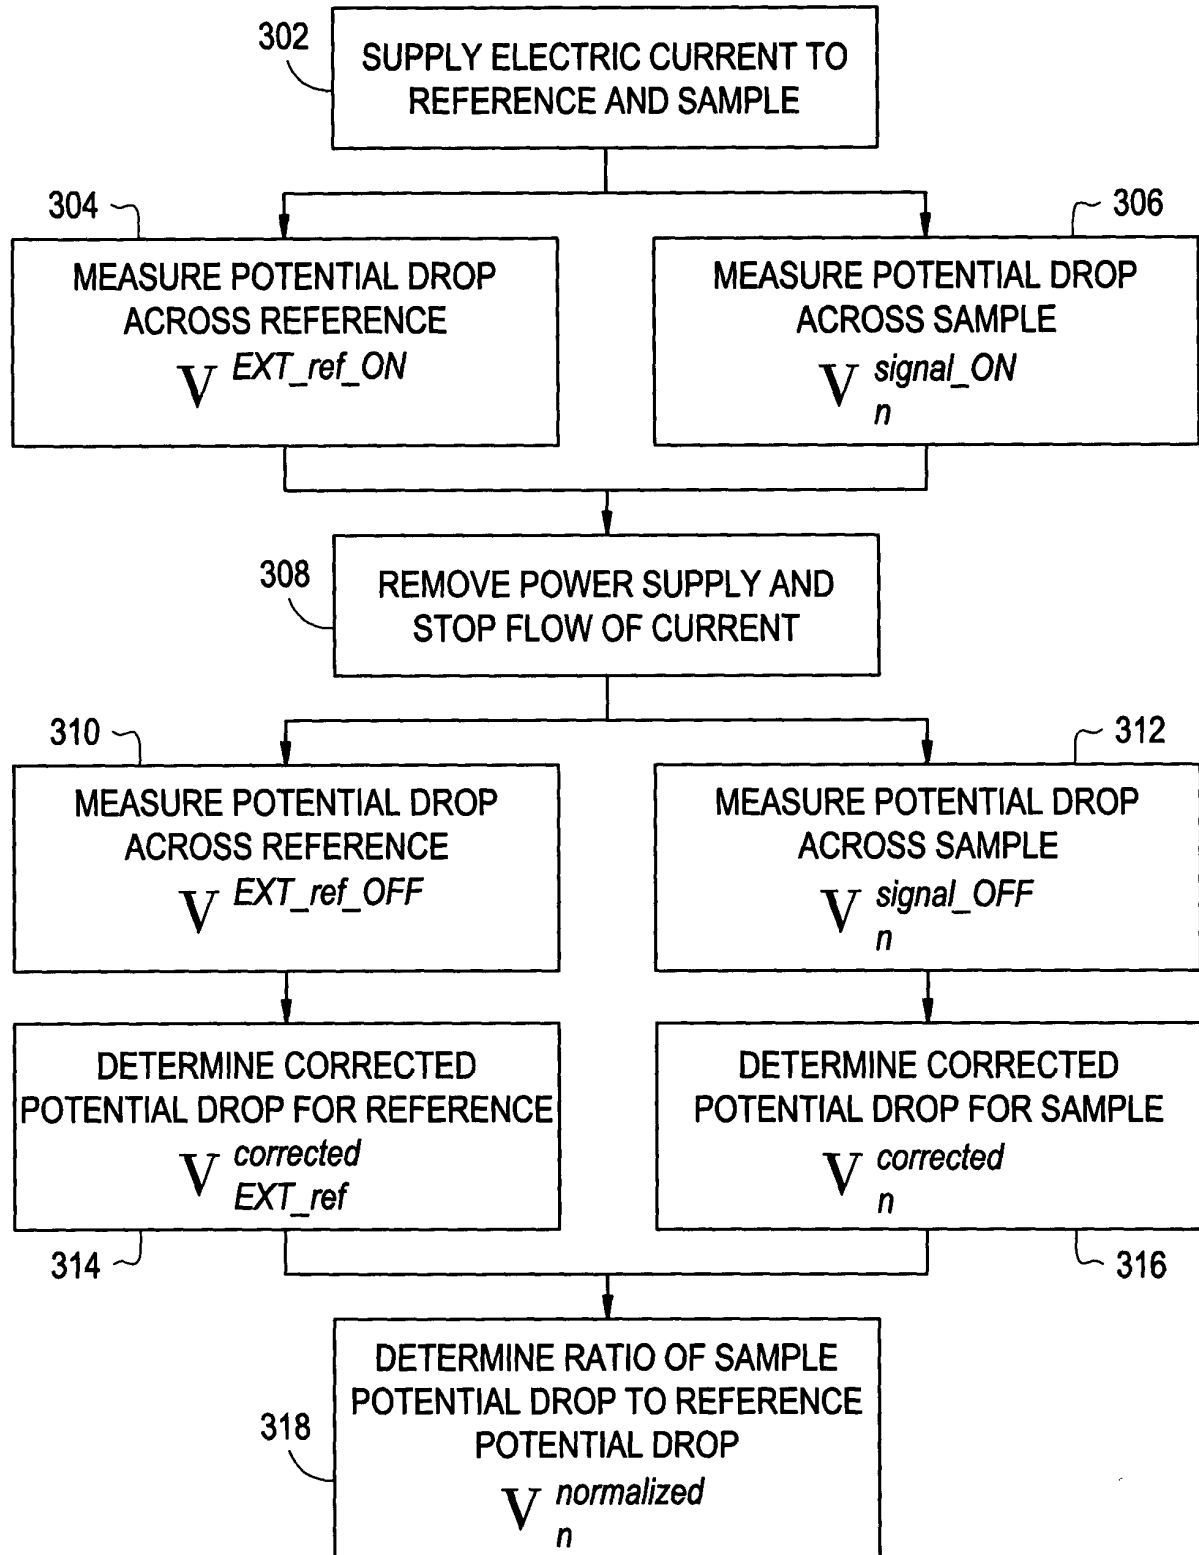 302
SUPPLY ELECTRIC CURRENT TO
REFERENCE AND SAMPLE
304
MEASURE POTENTIAL DROP
ACROSS REFERENCE
V EXT_ref_ON
306
MEASURE POTENTIAL DROP
ACROSS SAMPLE
V signal_ON
n
308
REMOVE POWER SUPPLY AND
STOP FLOW OF CURRENT
310
MEASURE POTENTIAL DROP
ACROSS REFERENCE
V EXT_ref_OFF
312
MEASURE POTENTIAL DROP
ACROSS SAMPLE
V signal_OFF
n
DETERMINE CORRECTED
POTENTIAL DROP FOR REFERENCE
V corrected
EXT_ref
314
DETERMINE CORRECTED
POTENTIAL DROP FOR SAMPLE
V corrected
n
316
318
DETERMINE RATIO OF SAMPLE
POTENTIAL DROP TO REFERENCE
POTENTIAL DROP
V normalized
n